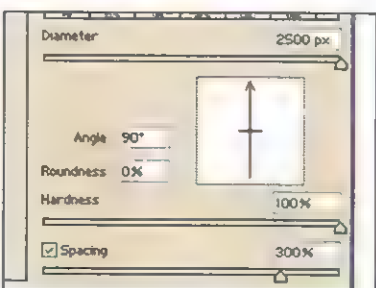 Diameter 2500 px
Angle 90°
Roundness 0%
Hardness 100%
Spacing 300%